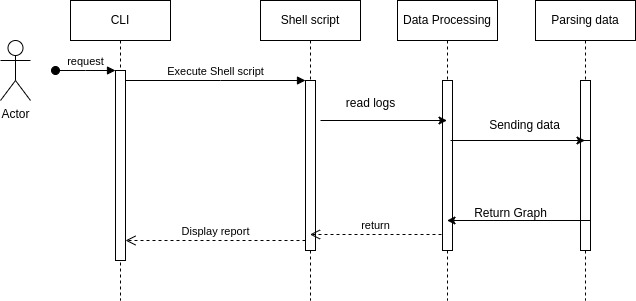 CLI
Shell script
Data Processing
Parsing data
request
Execute Shell script
Actor
read logs
Sending data
Return Graph
return
Display report